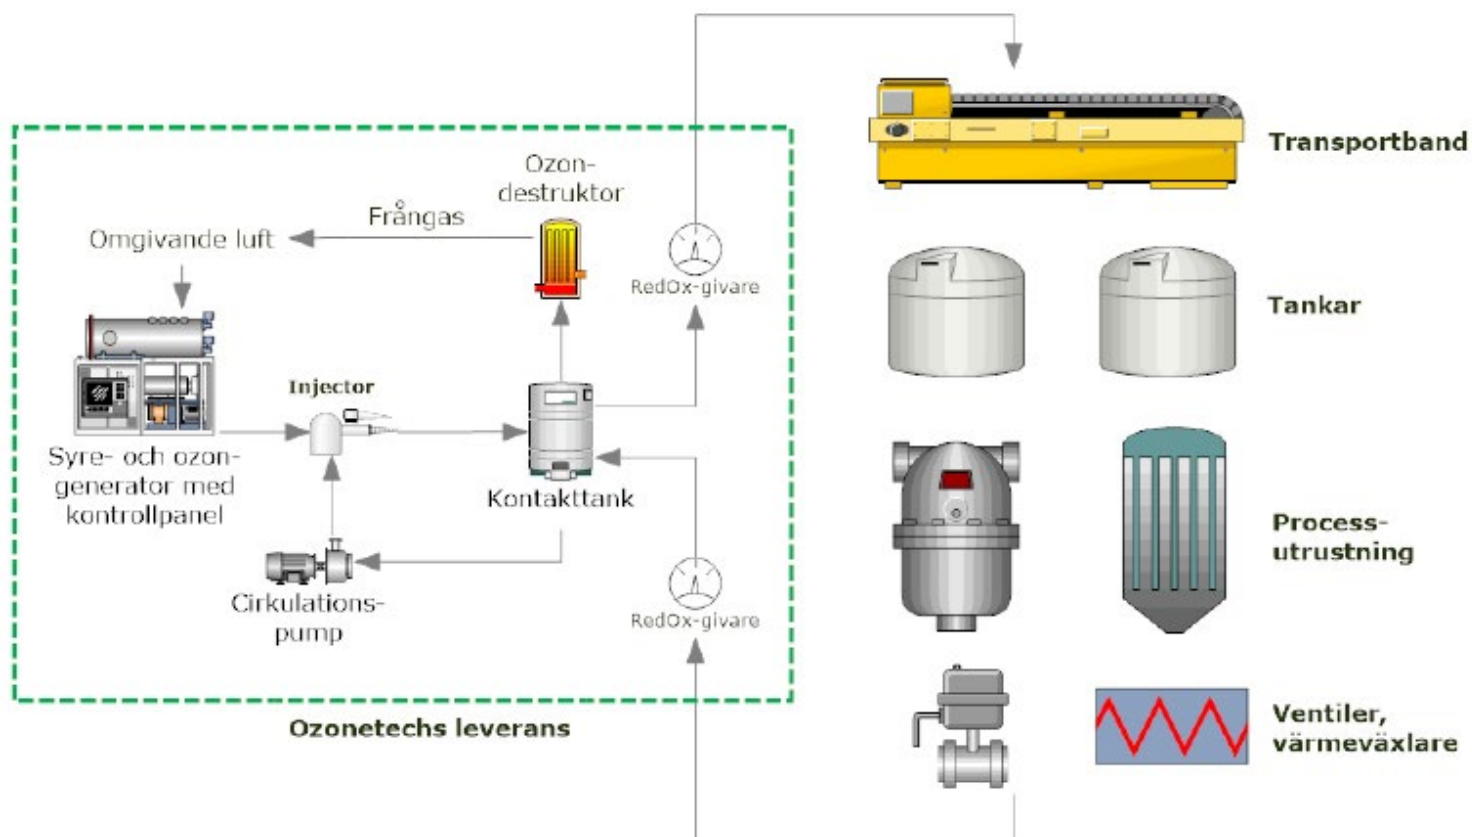 Transportband
Ozon-
destruktor
Frångas
Omgivande luft
RedOx-givare
Tankar
Injector
Syre- och ozon-
generator med
kontrollpanel
Kontakttank
Process-
utrustning
Cirkulations-
pump
RedOx-givare
Ozonetechs leverans
Ventiler,
värmeväxlare